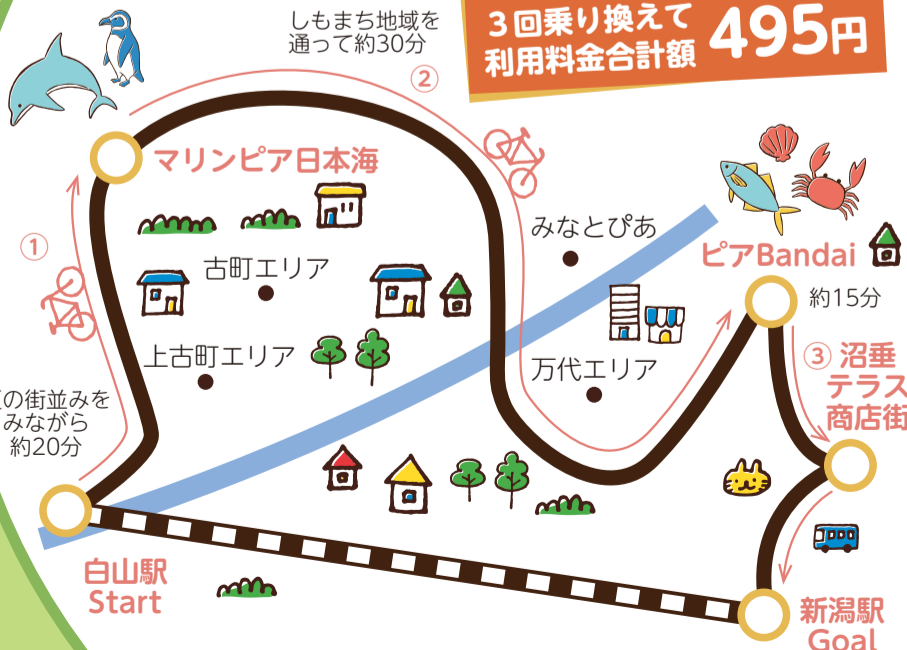 しもまち地域を
通って約30分
3回乗り換えて
利用料金合計額 495円
②
マリンピア日本海
①
みなとぴあ
古町エリア
ピアBandai
約15分
上古町エリア
万代エリア
③ 沼垂
テラス
商店街
の街並みを
みながら
約20分
白山駅
Start
新潟駅
Goal